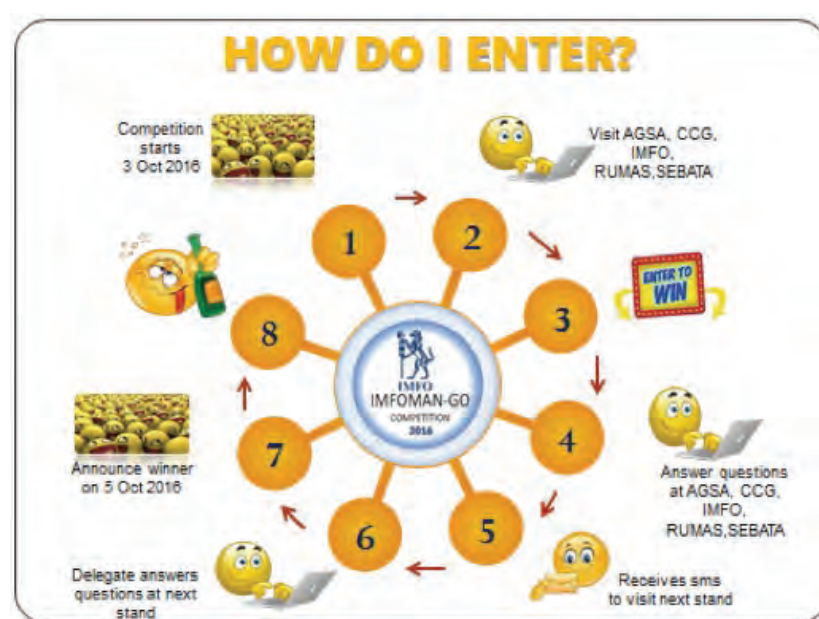 HOW DO I ENTER?
Competition
starts
3 Oct 2016
Visit AGSA, CCG,
IMFO,
RUMAS,SEBATA
1
2
3
ENTER TO
WIN
4
Answer questions
at AGSA, CCG,
IMFO,
RUMAS,SEBATA
5
Receives sms
to visit next stand
6
Delegate answers
questions at next
stand
7
Announce winner
on 5 Oct 2016
8
IMFO
IMFOMAN-GO
COMPETITION
2016